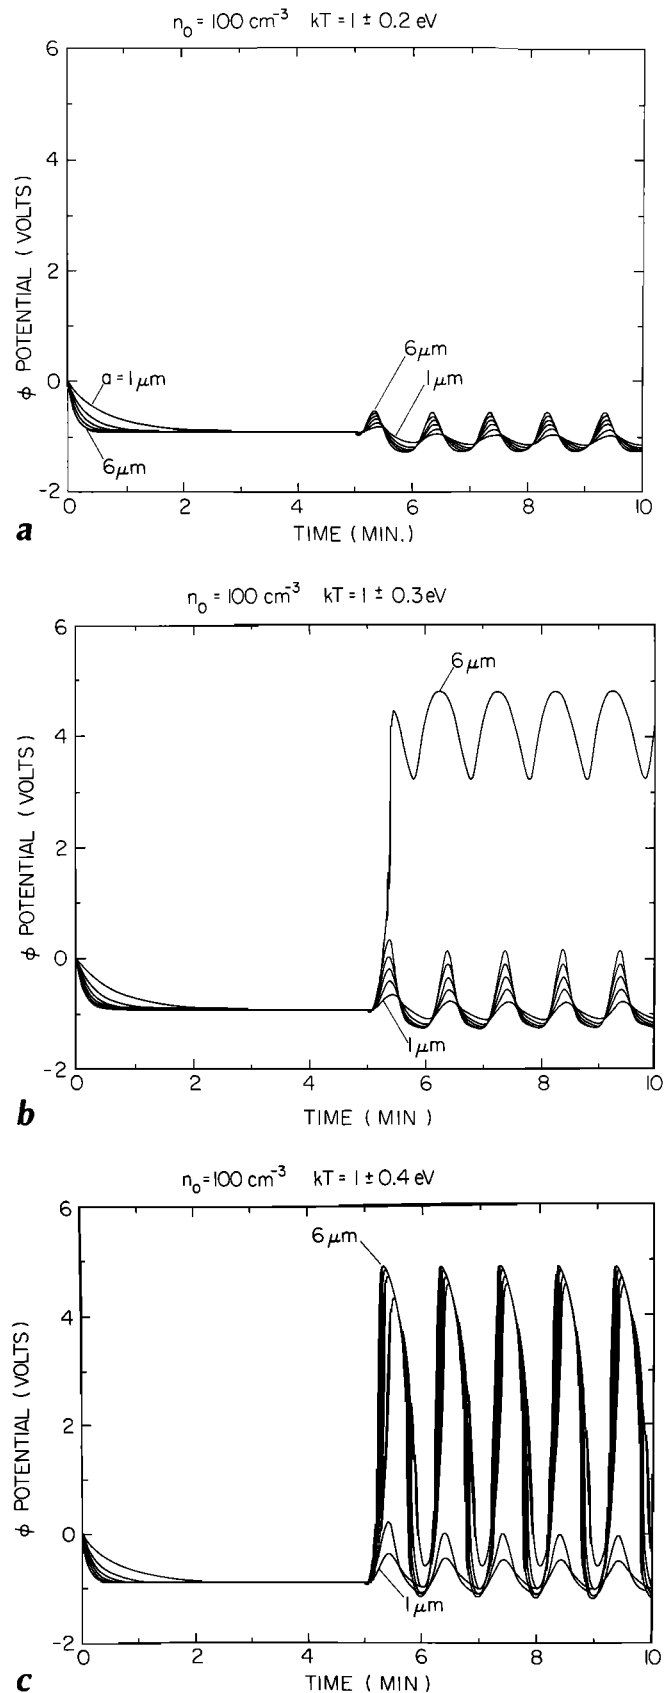 n₀ = 100 cm⁻³ kT = 1 ± 0.2 eV
6
4
2
0
-2
ϕ POTENTIAL (VOLTS)
a = 1 μm
6 μm
6 μm
1 μm
0 2 4 6 8 10
TIME (MIN.)
a
n₀ = 100 cm⁻³ kT = 1 ± 0.3 eV
6
4
2
0
-2
ϕ POTENTIAL (VOLTS)
6 μm
1 μm
0 2 4 6 8 10
TIME (MIN)
b
n₀ = 100 cm⁻³ kT = 1 ± 0.4 eV
6
4
2
0
-2
ϕ POTENTIAL (VOLTS)
6 μm
1 μm
0 2 4 6 8 10
TIME (MIN)
c